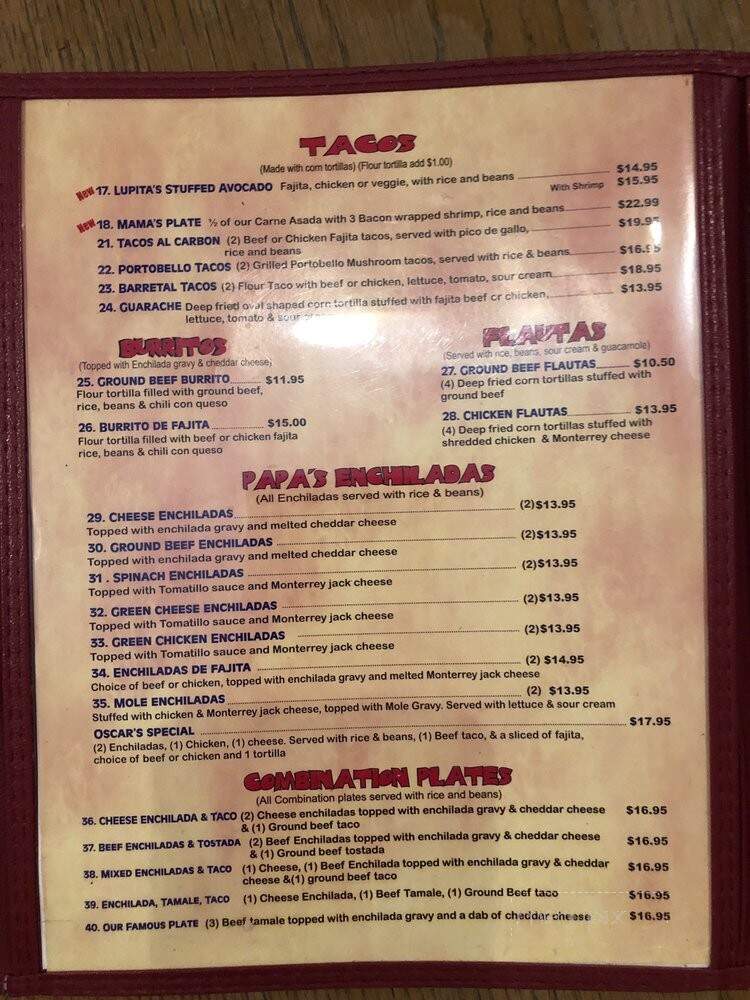 TACOS
(Made with corn tortillas) (Flour tortilla add $1.00)
New 17. LUPITA'S STUFFED AVOCADO Fajita, chicken or veggie, with rice and beans $14.95
With Shrimp $15.95
New 18. MAMA'S PLATE ½ of our Carne Asada with 3 Bacon wrapped shrimp, rice and beans $22.99
21. TACOS AL CARBON (2) Beef or Chicken Fajita tacos, served with pico de gallo, $19.95
rice and beans
22. PORTOBELLO TACOS (2) Grilled Portobello Mushroom tacos, served with rice & beans $16.95
23. BARRETAL TACOS (2) Flour Taco with beef or chicken, lettuce, tomato, sour cream $18.95
24. GUARACHE Deep fried oval shaped corn tortilla stuffed with fajita beef or chicken, $13.95
lettuce, tomato & sour
BURRITOS
(Topped with Enchilada gravy & cheddar cheese)
25. GROUND BEEF BURRITO $11.95
Flour tortilla filled with ground beef,
rice, beans & chili con queso
26. BURRITO DE FAJITA $15.00
Flour tortilla filled with beef or chicken fajita
rice, beans & chili con queso
FLAUTAS
(Served with rice, beans, sour cream & guacamole)
27. GROUND BEEF FLAUTAS $10.50
(4) Deep fried corn tortillas stuffed with
ground beef
28. CHICKEN FLAUTAS $13.95
(4) Deep fried corn tortillas stuffed with
shredded chicken & Monterrey cheese
PAPA'S ENCHILADAS
(All Enchiladas served with rice & beans)
29. CHEESE ENCHILADAS (2)$13.95
Topped with enchilada gravy and melted cheddar cheese
30. GROUND BEEF ENCHILADAS (2)$13.95
Topped with enchilada gravy and melted cheddar cheese
31 . SPINACH ENCHILADAS (2)$13.95
Topped with Tomatillo sauce and Monterrey jack cheese
32. GREEN CHEESE ENCHILADAS (2)$13.95
Topped with Tomatillo sauce and Monterrey jack cheese
33. GREEN CHICKEN ENCHILADAS (2)$13.95
Topped with Tomatillo sauce and Monterrey jack cheese
34. ENCHILADAS DE FAJITA (2) $14.95
Choice of beef or chicken, topped with enchilada gravy and melted Monterrey jack cheese
35. MOLE ENCHILADAS (2) $13.95
Stuffed with chicken & Monterrey jack cheese, topped with Mole Gravy. Served with lettuce & sour cream
OSCAR'S SPECIAL $17.95
(2) Enchiladas, (1) Chicken, (1) cheese. Served with rice & beans, (1) Beef taco, & a sliced of fajita,
choice of beef or chicken and 1 tortilla
COMBINATION PLATES
(All Combination plates served with rice and beans)
36. CHEESE ENCHILADA & TACO (2) Cheese enchiladas topped with enchilada gravy & cheddar cheese $16.95
& (1) Ground beef taco
37. BEEF ENCHILADAS & TOSTADA (2) Beef Enchiladas topped with enchilada gravy & cheddar cheese $16.95
& (1) Ground beef tostada
38. MIXED ENCHILADAS & TACO (1) Cheese, (1) Beef Enchilada topped with enchilada gravy & cheddar $16.95
cheese &(1) ground beef taco
39. ENCHILADA, TAMALE, TACO (1) Cheese Enchilada, (1) Beef Tamale, (1) Ground Beef taco $16.95
40. OUR FAMOUS PLATE (3) Beef tamale topped with enchilada gravy and a dab of cheddar cheese $16.95